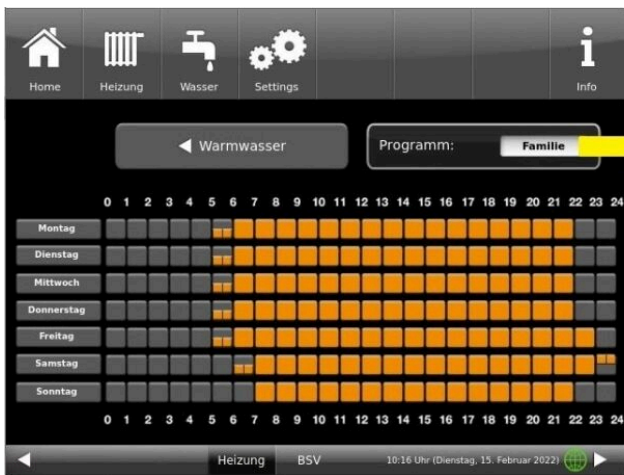 Home Heizung Wasser Settings Info
Warmwasser Programm: Familie
0 1 2 3 4 5 6 7 8 9 10 11 12 13 14 15 16 17 18 19 20 21 22 23 24
Montag
Dienstag
Mittwoch
Donnerstag
Freitag
Samstag
Sonntag
0 1 2 3 4 5 6 7 8 9 10 11 12 13 14 15 16 17 18 19 20 21 22 23 24
Heizung BSV 10:16 Uhr (Dienstag, 15. Februar 2022)